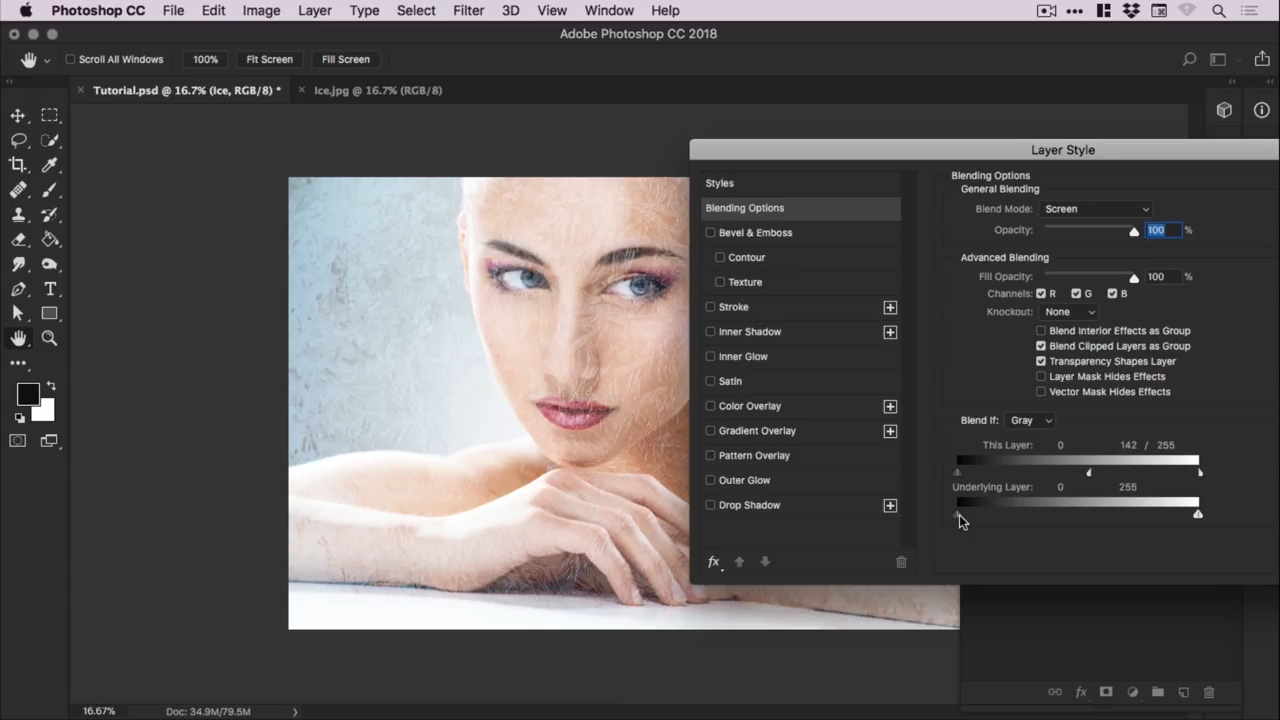 Photoshop CC File Edit Image Layer Type Select Filter 3D View Window Help
Adobe Photoshop CC 2018
Scroll All Windows 100% Fit Screen Fill Screen
Tutorial.psd @ 16.7% (Ice, RGB/8) * Ice.jpg @ 16.7% (RGB/8)
Layer Style
Styles
Blending Options
Bevel & Emboss
Contour
Texture
Stroke
Inner Shadow
Inner Glow
Satin
Color Overlay
Gradient Overlay
Pattern Overlay
Outer Glow
Drop Shadow
fx
Blending Options
General Blending
Blend Mode: Screen
Opacity: 100 %
Advanced Blending
Fill Opacity: 100 %
Channels: R G B
Knockout: None
Blend Interior Effects as Group
Blend Clipped Layers as Group
Transparency Shapes Layer
Layer Mask Hides Effects
Vector Mask Hides Effects
Blend If: Gray
This Layer: 0 142 / 255
Underlying Layer: 0 255
fx
16.67% Doc: 34.9M/79.5M